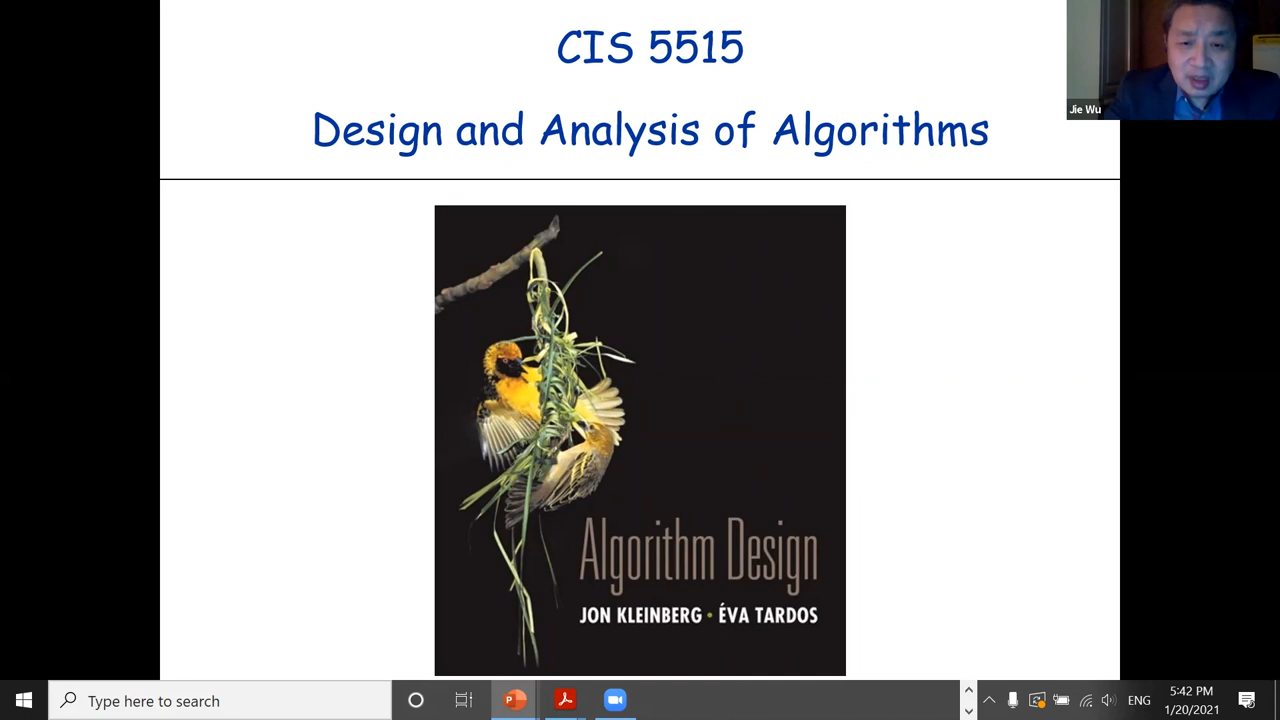 CIS 5515
Design and Analysis of Algorithms
Jie Wu
Algorithm Design
JON KLEINBERG • ÉVA TARDOS
Type here to search
ENG
5:42 PM
1/20/2021